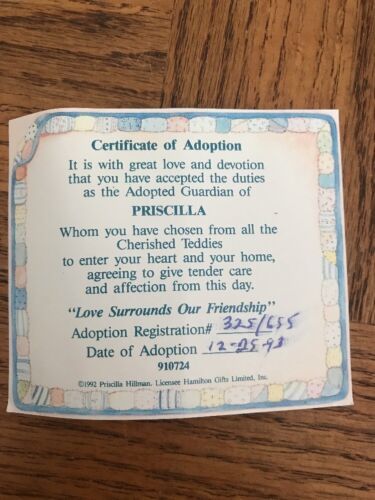 Certificate of Adoption
It is with great love and devotion
that you have accepted the duties
as the Adopted Guardian of
PRISCILLA
Whom you have chosen from all the
Cherished Teddies
to enter your heart and your home,
agreeing to give tender care
and affection from this day.
"Love Surrounds Our Friendship"
Adoption Registration# 325/655
Date of Adoption 12-25-93
910724
©1992 Priscilla Hillman. Licensee Hamilton Gifts Limited, Inc.